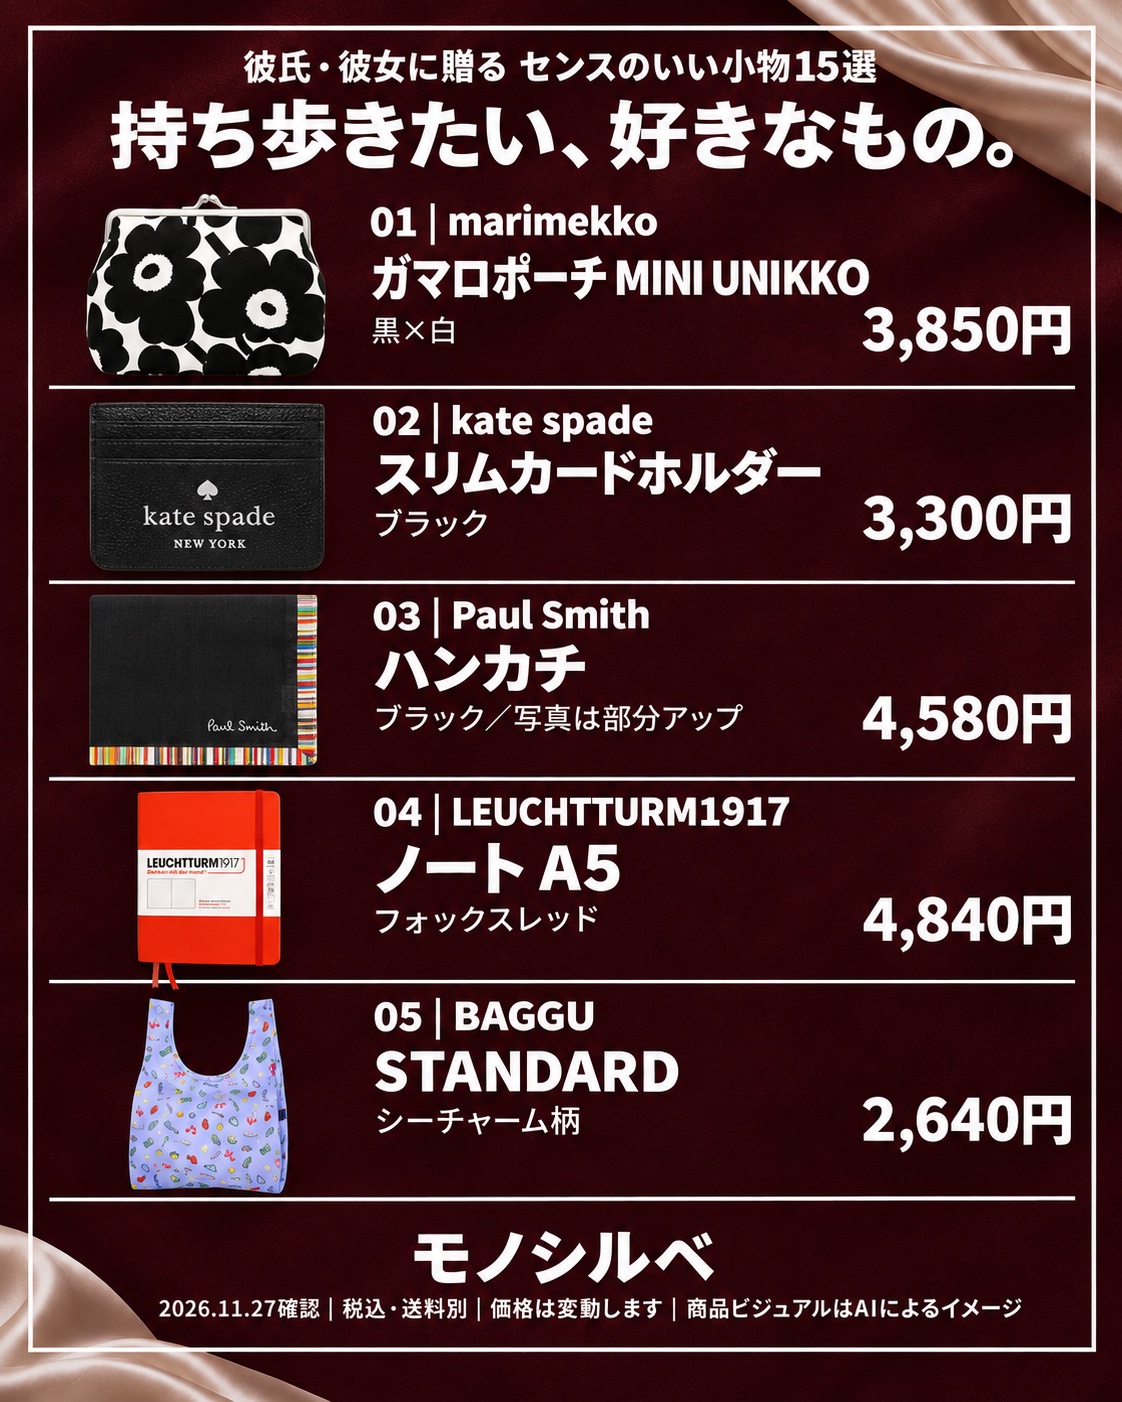 彼氏・彼女に贈る センスのいい小物15選
持ち歩きたい、好きなもの。
01 | marimekko
ガマロポーチ MINI UNIKKO
黒×白
3,850円
kate spade
NEW YORK
02 | kate spade
スリムカードホルダー
ブラック
3,300円
Paul Smith
03 | Paul Smith
ハンカチ
ブラック／写真は部分アップ
4,580円
LEUCHTTURM1917
Denken mit der Hand
04 | LEUCHTTURM1917
ノート A5
フォックスレッド
4,840円
05 | BAGGU
STANDARD
シーチャーム柄
2,640円
モノシルベ
2026.11.27確認 | 税込・送料別 | 価格は変動します | 商品ビジュアルはAIによるイメージ